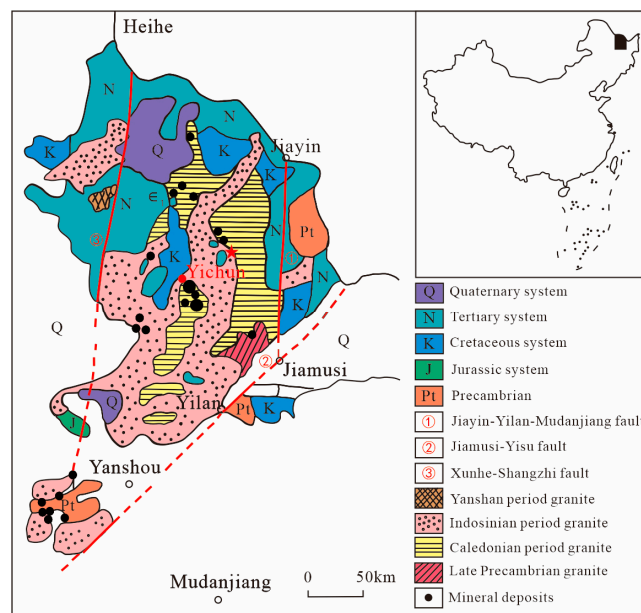 Heihe
N
N
K
Q
K
K
Jiayin
N
Є
N
Pt
③
K
①
Yichun
N
K
Q
Q
②
Jiamusi
Q
J
Yilan
Pt
K
Yanshou
Pt
Mudanjiang
0
50km
Q Quaternary system
N Tertiary system
K Cretaceous system
J Jurassic system
Pt Precambrian
① Jiayin-Yilan-Mudanjiang fault
② Jiamusi-Yisu fault
③ Xunhe-Shangzhi fault
Yanshan period granite
Indosinian period granite
Caledonian period granite
Late Precambrian granite
Mineral deposits